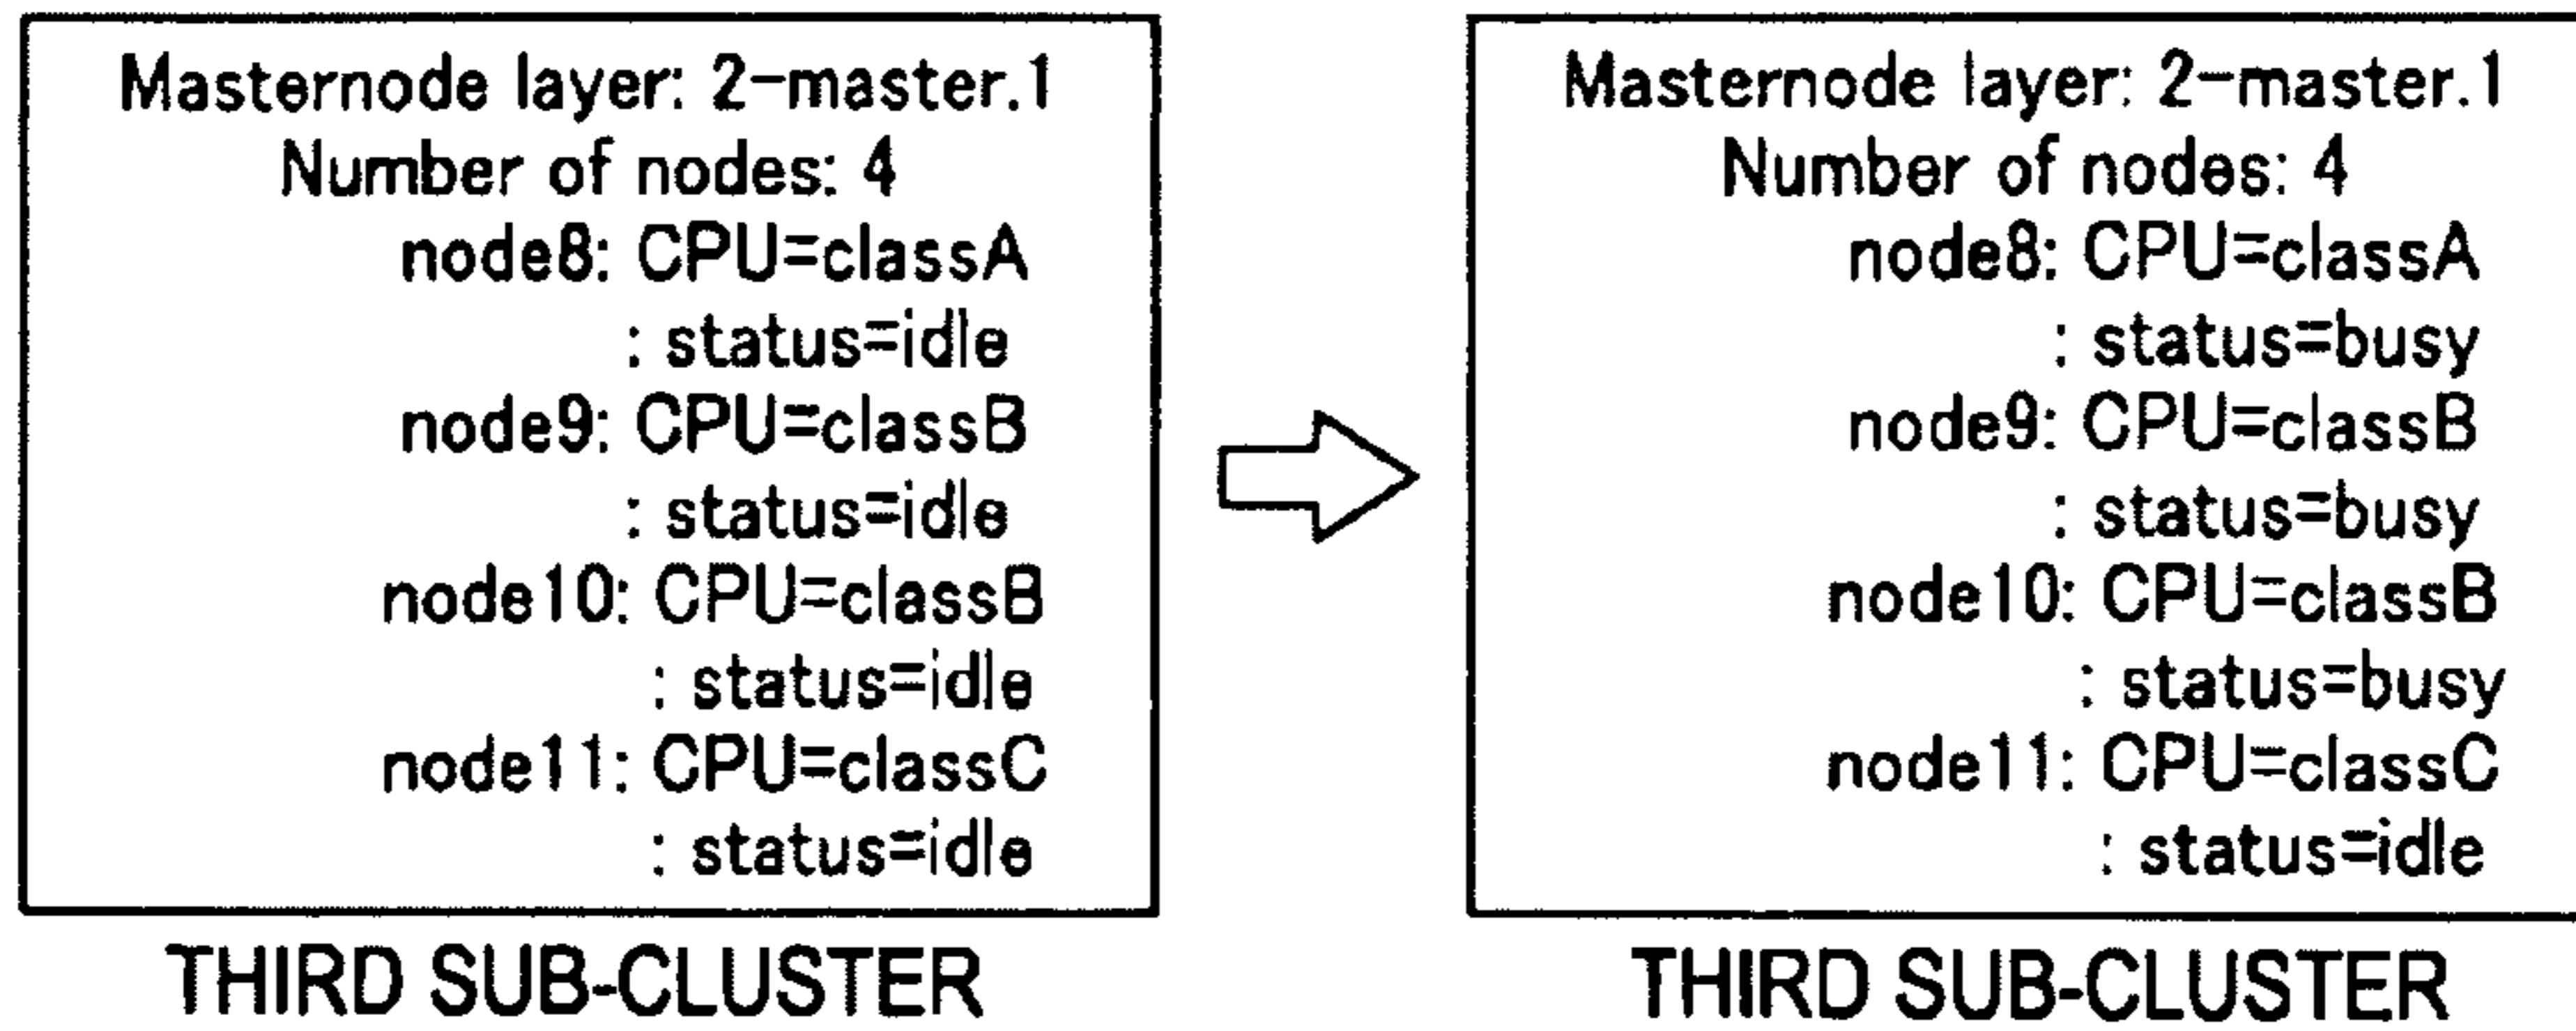 Masternode layer: 2-master.1
Number of nodes: 4
node8: CPU=classA
: status=idle
node9: CPU=classB
: status=idle
node10: CPU=classB
: status=idle
node11: CPU=classC
: status=idle
THIRD SUB-CLUSTER
Masternode layer: 2-master.1
Number of nodes: 4
node8: CPU=classA
: status=busy
node9: CPU=classB
: status=busy
node10: CPU=classB
: status=busy
node11: CPU=classC
: status=idle
THIRD SUB-CLUSTER